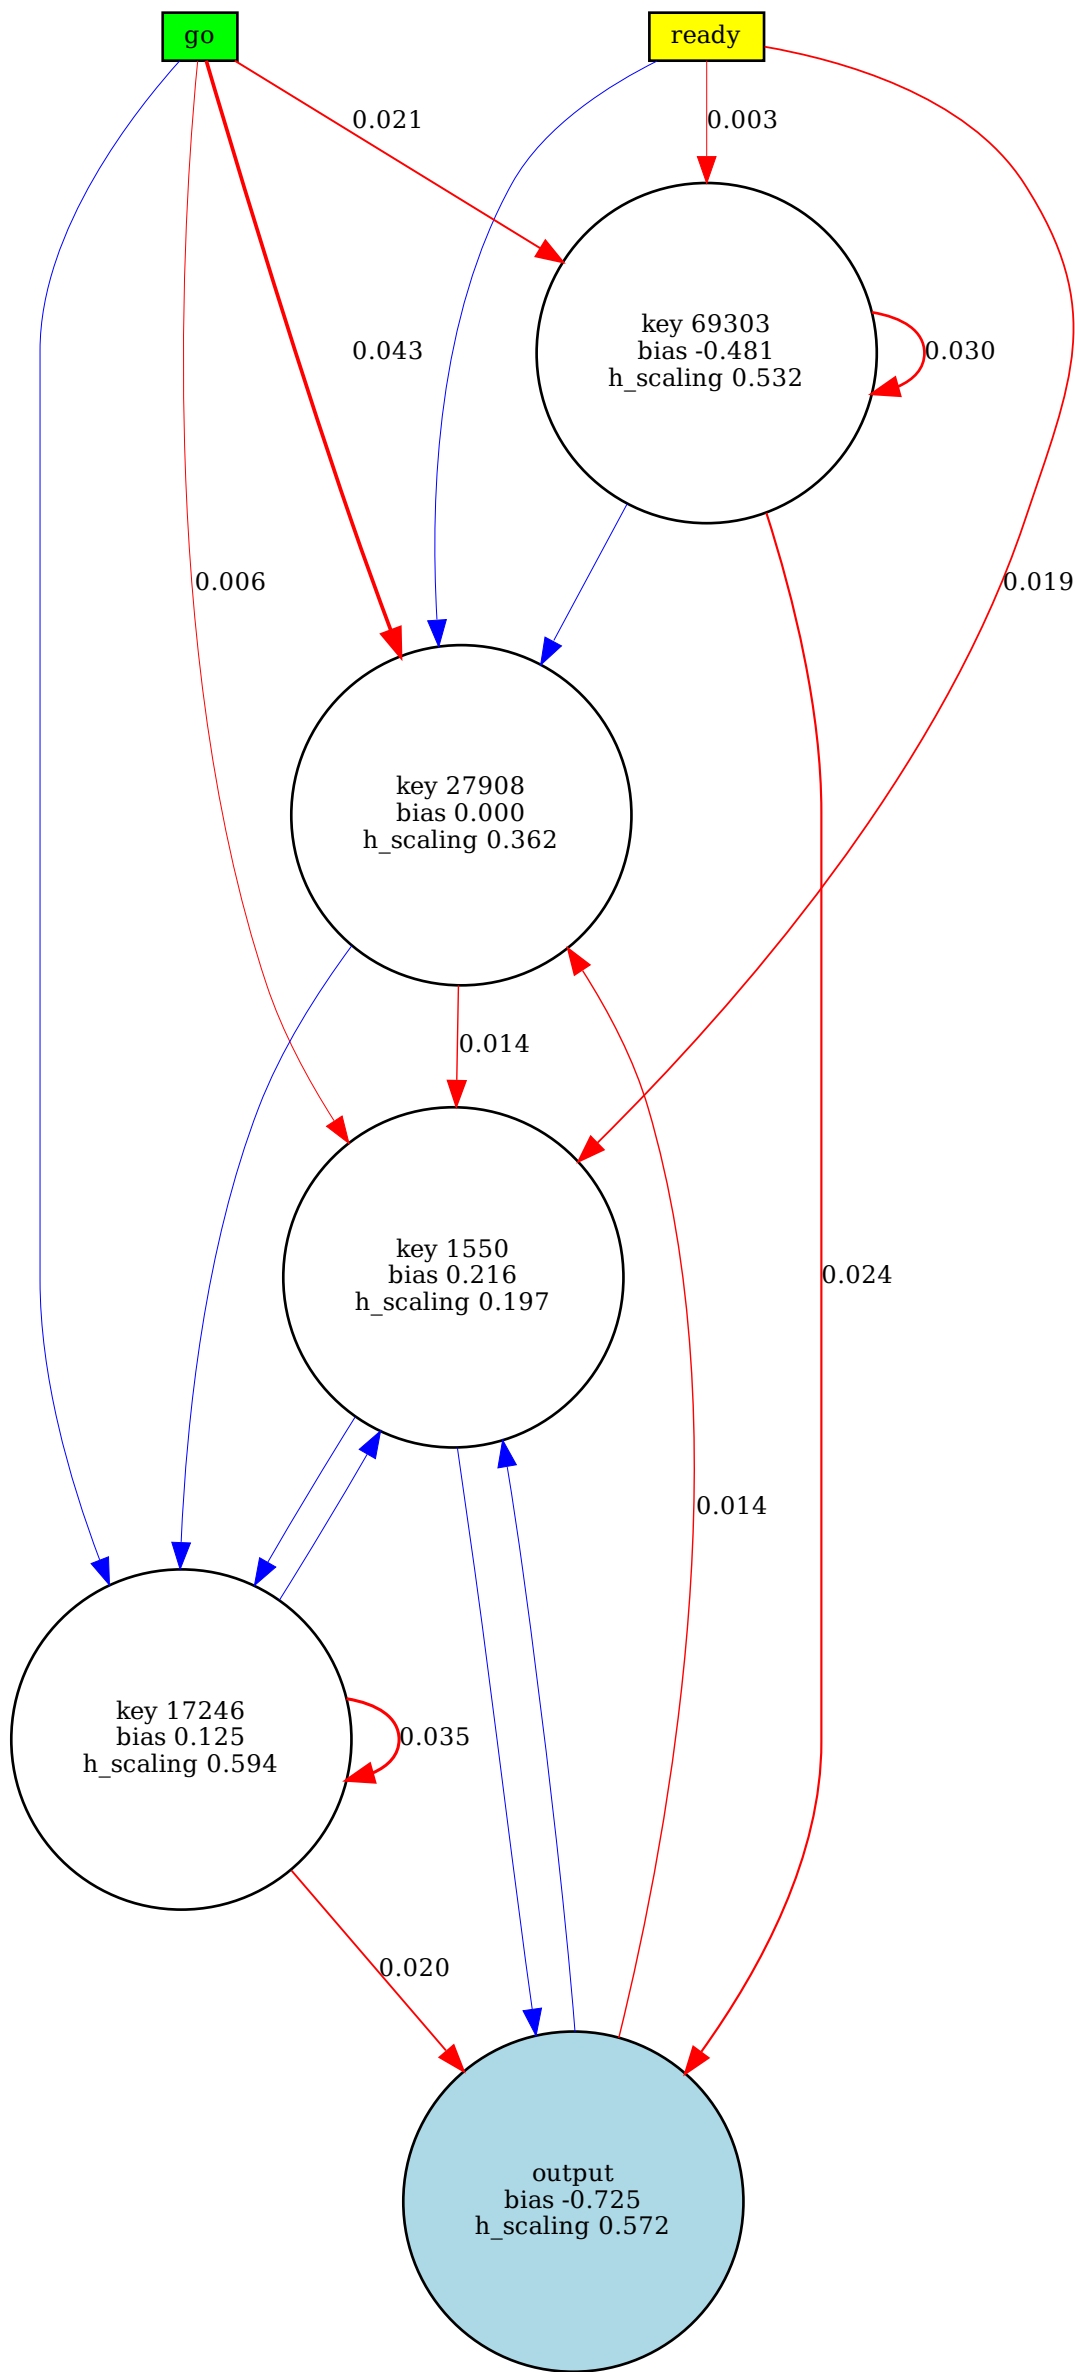 go
ready
0.021
0.003
key 69303
bias -0.481
h_scaling 0.532
0.043
0.030
0.006
0.019
key 27908
bias 0.000
h_scaling 0.362
0.014
key 1550
bias 0.216
h_scaling 0.197
0.024
0.014
key 17246
bias 0.125
h_scaling 0.594
0.035
0.020
output
bias -0.725
h_scaling 0.572